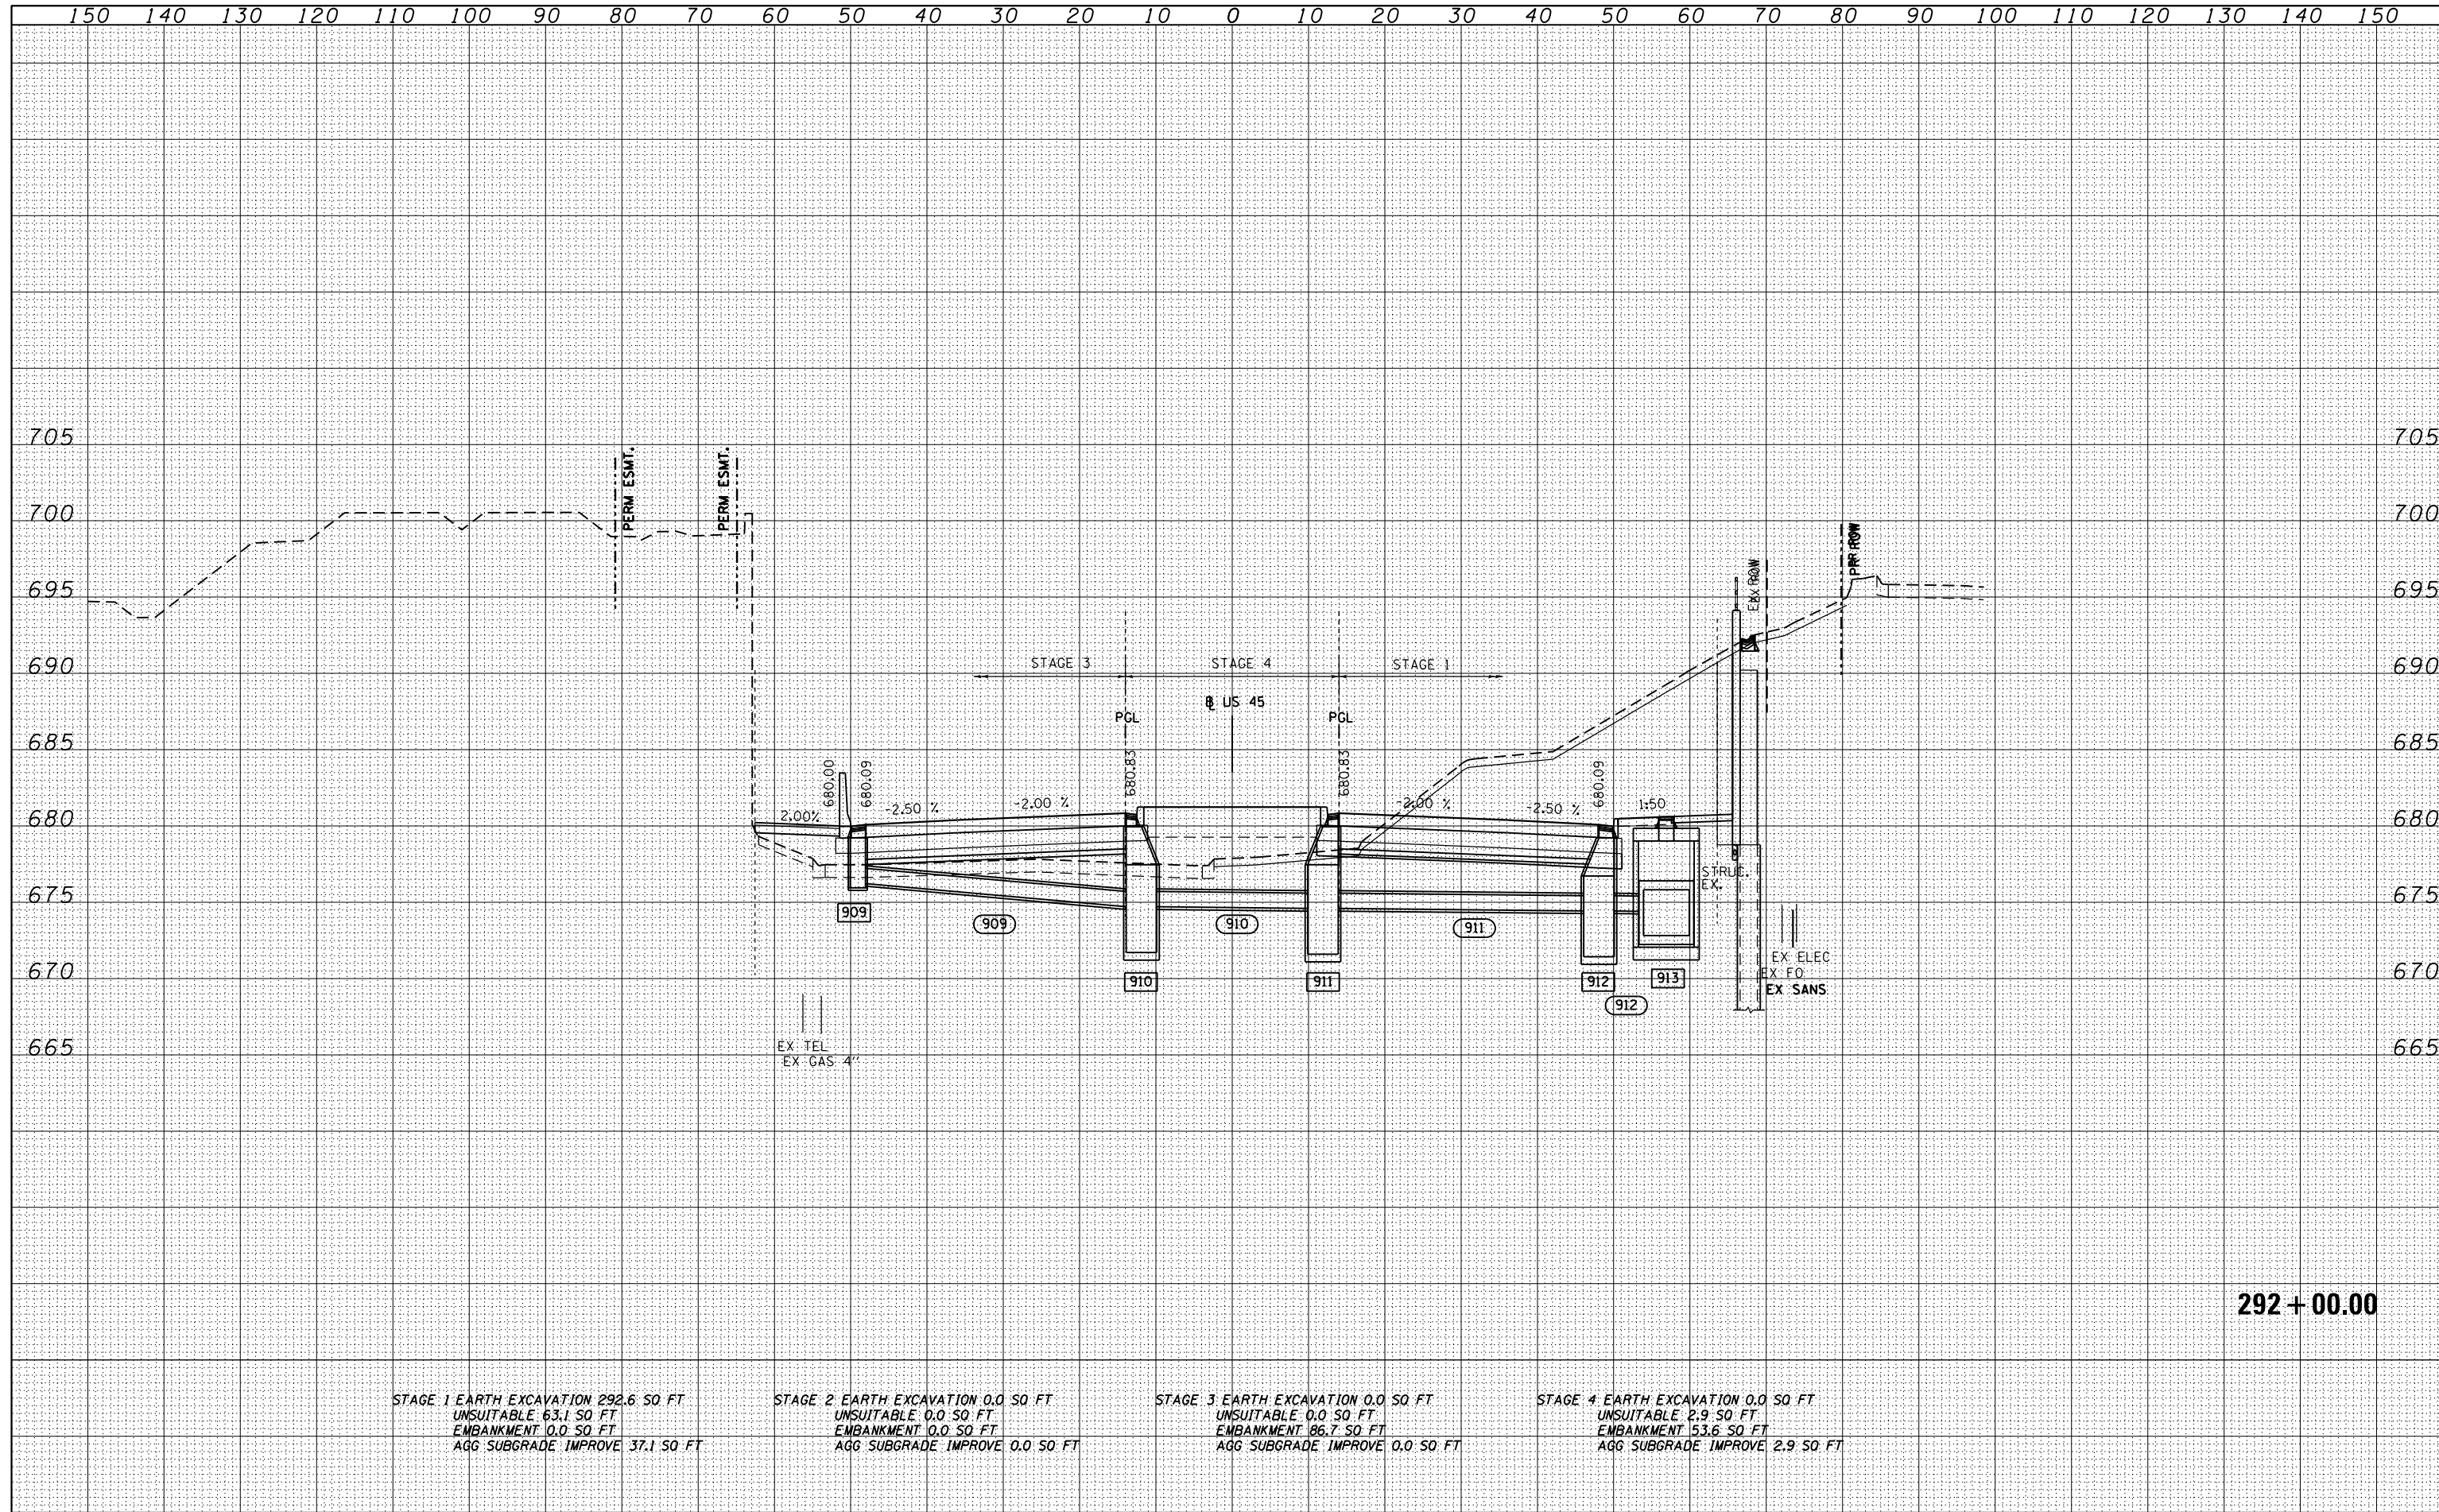 150 140 130 120 110 100 90 80 70 60 50 40 30 20 10 0 10 20 30 40 50 60 70 80 90 100 110 120 130 140 150
705 705
PERM ESMT.
PERM ESMT.
700 700
PR ROW
PR ROW
695 695
EX ROW
EX ROW
690 690
STAGE 3 STAGE 4 STAGE 1
B US 45
PGL PGL
685 685
680.00
680.09
680.83
680.83
680.09
680 680
2.00% -2.50 % -2.00 % -2.00 % -2.50 % 1:50
STRUC.
EX.
675 675
909 909 910 911
EX ELEC
670 EX FO 670
910 911 912 913
EX SANS
912
665 665
EX TEL
EX GAS 4"
292+00.00
STAGE 1 EARTH EXCAVATION 292.6 SQ FT
UNSUITABLE 63.1 SQ FT
EMBANKMENT 0.0 SQ FT
AGG SUBGRADE IMPROVE 37.1 SQ FT
STAGE 2 EARTH EXCAVATION 0.0 SQ FT
UNSUITABLE 0.0 SQ FT
EMBANKMENT 0.0 SQ FT
AGG SUBGRADE IMPROVE 0.0 SQ FT
STAGE 3 EARTH EXCAVATION 0.0 SQ FT
UNSUITABLE 0.0 SQ FT
EMBANKMENT 86.7 SQ FT
AGG SUBGRADE IMPROVE 0.0 SQ FT
STAGE 4 EARTH EXCAVATION 0.0 SQ FT
UNSUITABLE 2.9 SQ FT
EMBANKMENT 53.6 SQ FT
AGG SUBGRADE IMPROVE 2.9 SQ FT